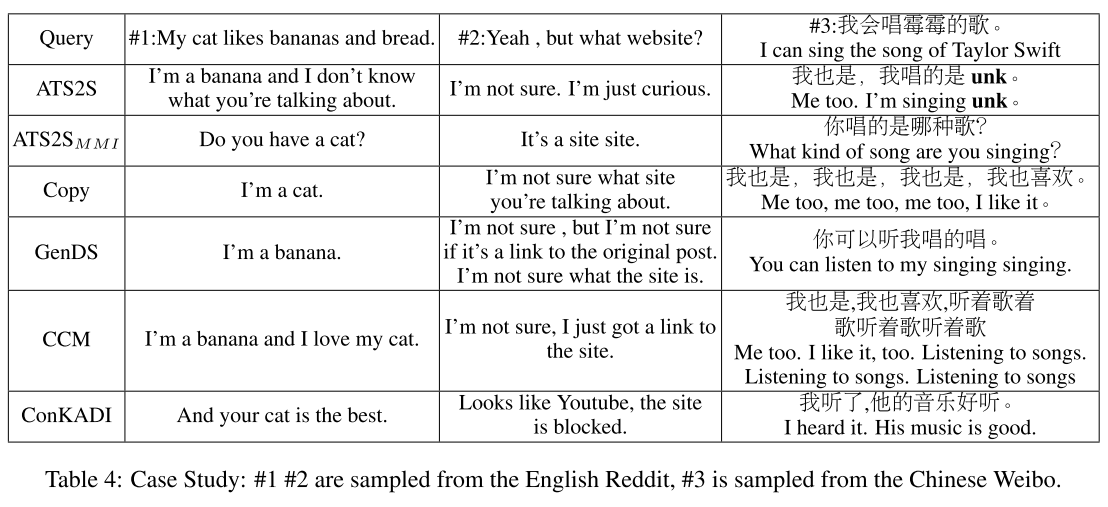 Query
#1:My cat likes bananas and bread.
#2:Yeah , but what website?
#3:我会唱霉霉的歌。
I can sing the song of Taylor Swift
ATS2S
I'm a banana and I don't know
what you're talking about.
I'm not sure. I'm just curious.
我也是，我唱的是 unk 。
Me too. I'm singing unk 。
ATS2S_MMI
Do you have a cat?
It's a site site.
你唱的是哪种歌？
What kind of song are you singing？
Copy
I'm a cat.
I'm not sure what site
you're talking about.
我也是，我也是，我也是，我也喜欢。
Me too, me too, me too, I like it。
GenDS
I'm a banana.
I'm not sure , but I'm not sure
if it's a link to the original post.
I'm not sure what the site is.
你可以听我唱的唱。
You can listen to my singing singing.
CCM
I'm a banana and I love my cat.
I'm not sure, I just got a link to
the site.
我也是,我也喜欢,听着歌着
歌听着歌听着歌
Me too. I like it, too. Listening to songs.
Listening to songs. Listening to songs
ConKADI
And your cat is the best.
Looks like Youtube, the site
is blocked.
我听了,他的音乐好听。
I heard it. His music is good.
Table 4: Case Study: #1 #2 are sampled from the English Reddit, #3 is sampled from the Chinese Weibo.